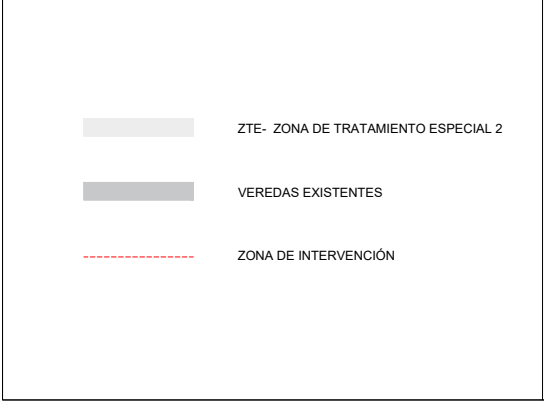 ZTE- ZONA DE TRATAMIENTO ESPECIAL 2
VEREDAS EXISTENTES
ZONA DE INTERVENCIÓN